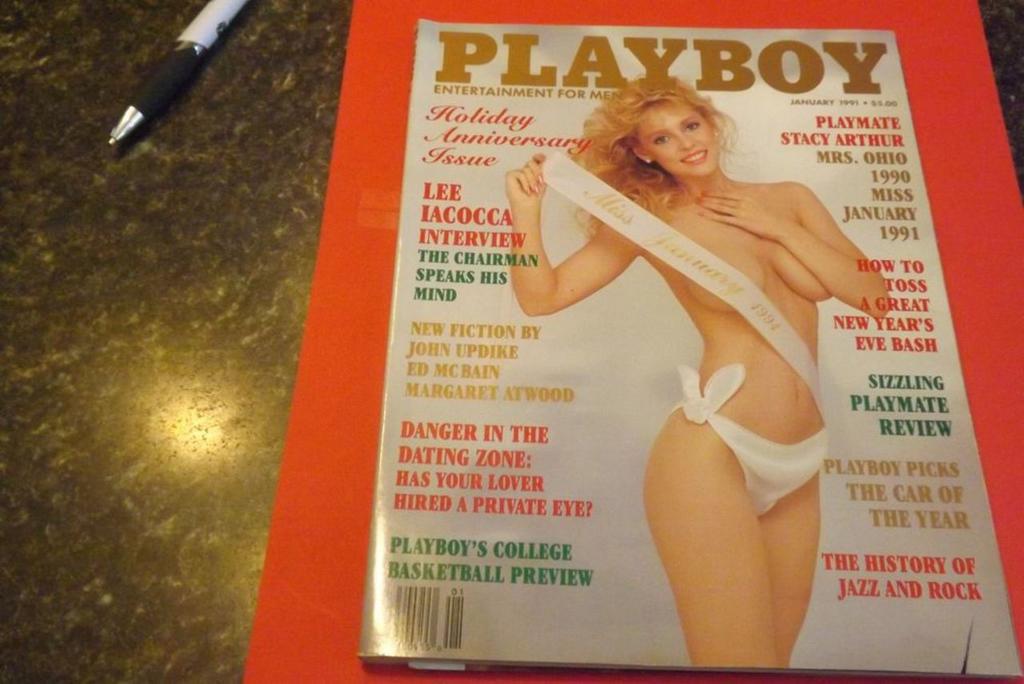 PLAYBOY
ENTERTAINMENT FOR MEN
JANUARY 1991 • $5.00
Holiday
Anniversary
Issue
LEE
IACOCCA
INTERVIEW
THE CHAIRMAN
SPEAKS HIS
MIND
NEW FICTION BY
JOHN UPDIKE
ED MCBAIN
MARGARET ATWOOD
DANGER IN THE
DATING ZONE:
HAS YOUR LOVER
HIRED A PRIVATE EYE?
PLAYBOY'S COLLEGE
BASKETBALL PREVIEW
01
Miss January 1991
PLAYMATE
STACY ARTHUR
MRS. OHIO
1990
MISS
JANUARY
1991
HOW TO
TOSS
A GREAT
NEW YEAR'S
EVE BASH
SIZZLING
PLAYMATE
REVIEW
PLAYBOY PICKS
THE CAR OF
THE YEAR
THE HISTORY OF
JAZZ AND ROCK